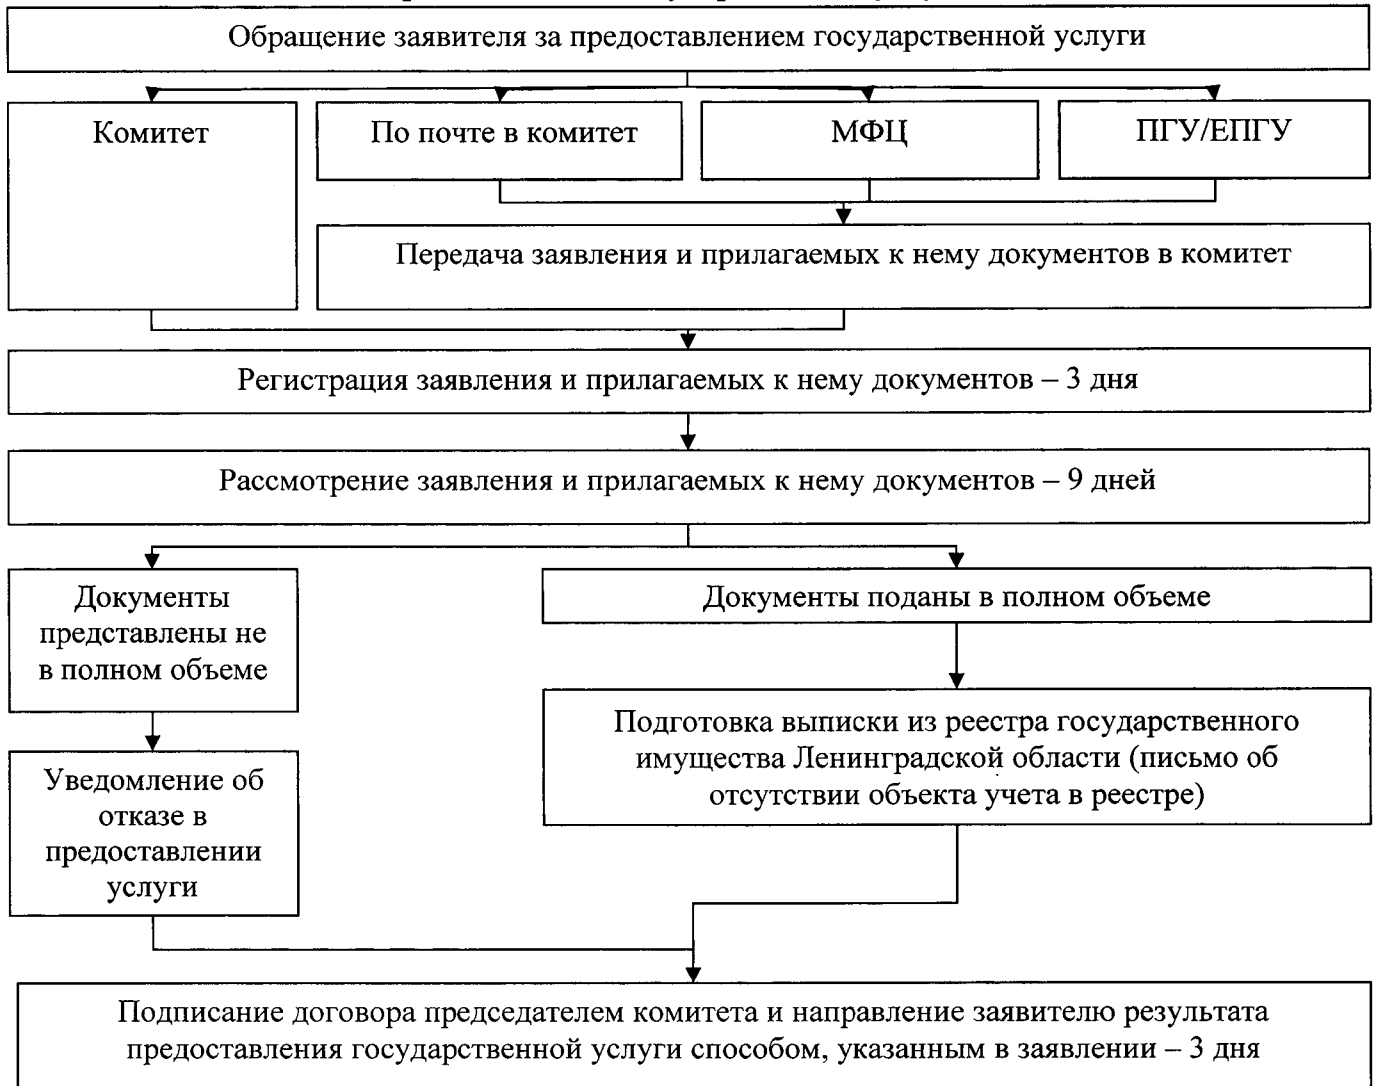 Обращение заявителя за предоставлением государственной услуги
Комитет
По почте в комитет
МФЦ
ПГУ/ЕПГУ
Передача заявления и прилагаемых к нему документов в комитет
Регистрация заявления и прилагаемых к нему документов – 3 дня
Рассмотрение заявления и прилагаемых к нему документов – 9 дней
Документы
представлены не
в полном объеме
Документы поданы в полном объеме
Подготовка выписки из реестра государственного
имущества Ленинградской области (письмо об
отсутствии объекта учета в реестре)
Уведомление об
отказе в
предоставлении
услуги
Подписание договора председателем комитета и направление заявителю результата
предоставления государственной услуги способом, указанным в заявлении – 3 дня